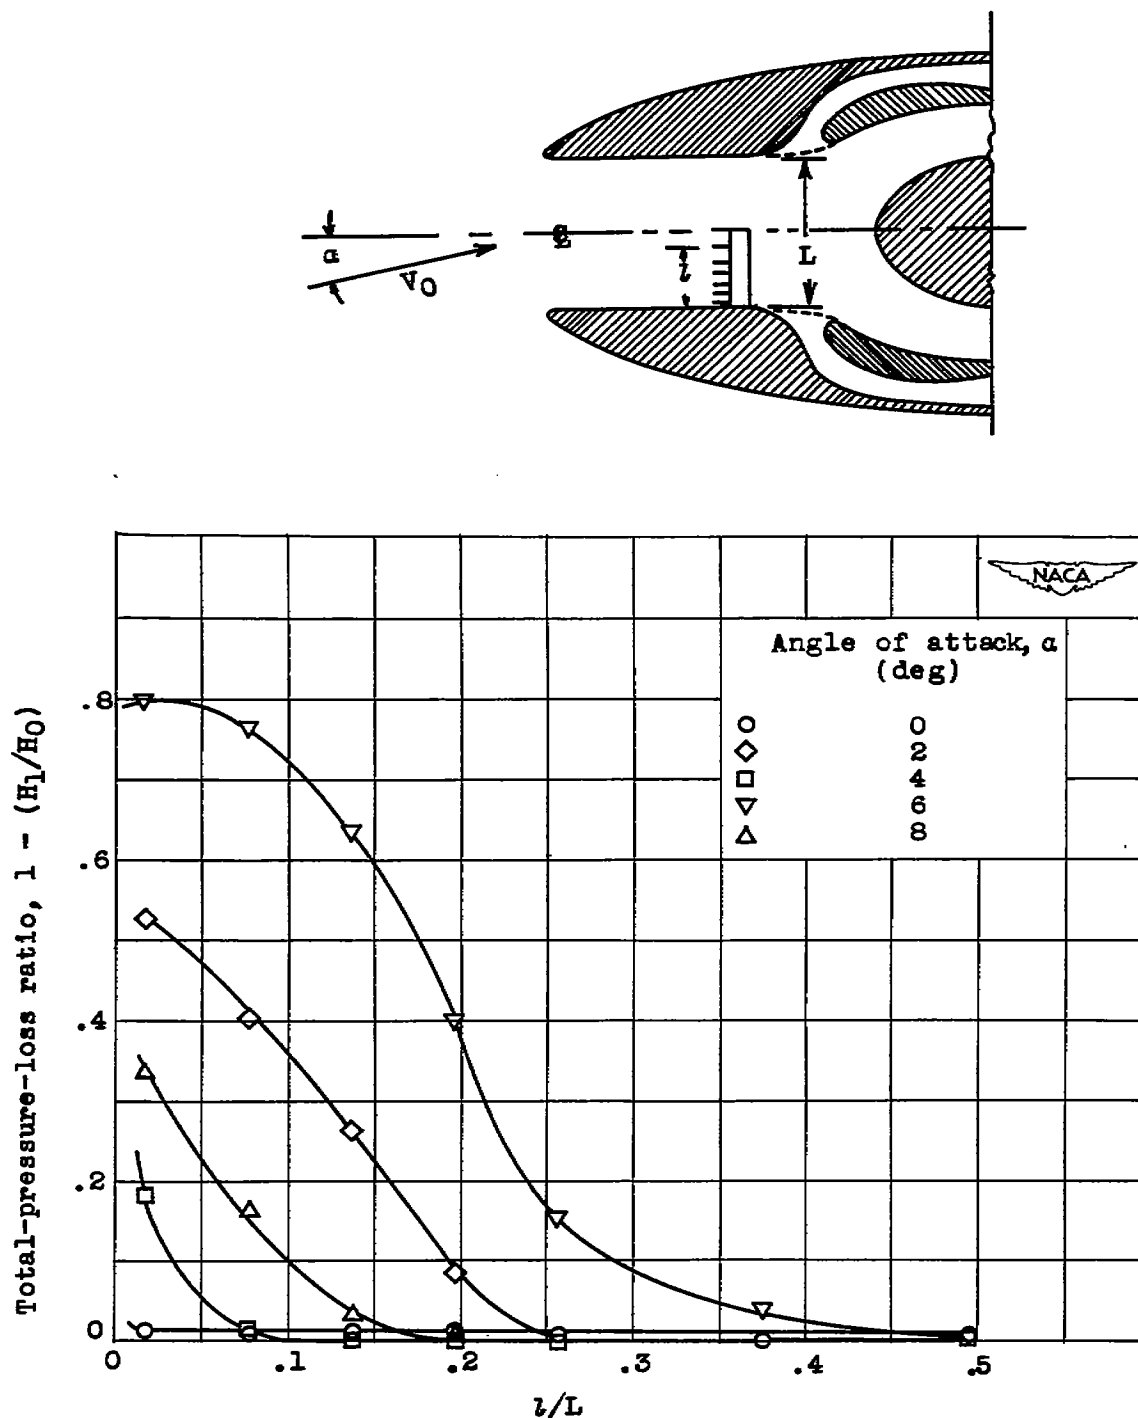 α
V₀
℄
l
L
NACA
Angle of attack, α
(deg)
0
2
4
6
8
Total-pressure-loss ratio, 1 - (H₁/H₀)
.8
.6
.4
.2
0
0 .1 .2 .3 .4 .5
l/L